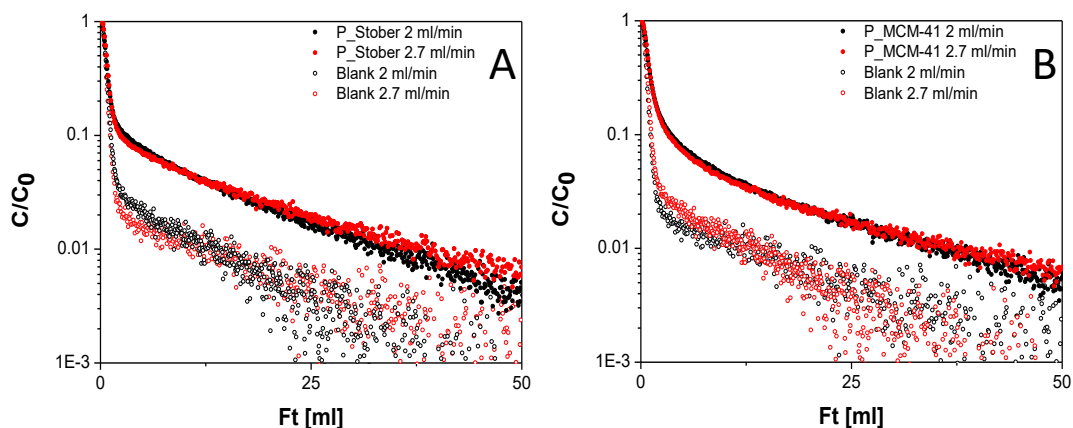 P_Stober 2 ml/min
P_Stober 2.7 ml/min
Blank 2 ml/min
Blank 2.7 ml/min
A
1
0.1
0.01
1E-3
C/C0
0
25
50
Ft [ml]
P_MCM-41 2 ml/min
P_MCM-41 2.7 ml/min
Blank 2 ml/min
Blank 2.7 ml/min
B
1
0.1
0.01
1E-3
C/C0
0
25
50
Ft [ml]